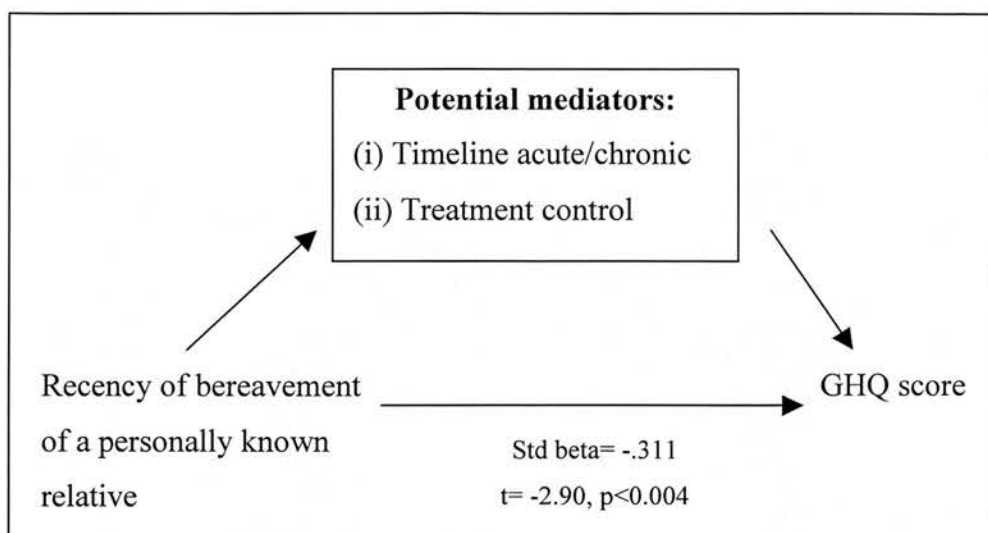 Potential mediators:
(i) Timeline acute/chronic
(ii) Treatment control
Recency of bereavement
of a personally known
relative
GHQ score
Std beta= -.311
t= -2.90, p<0.004